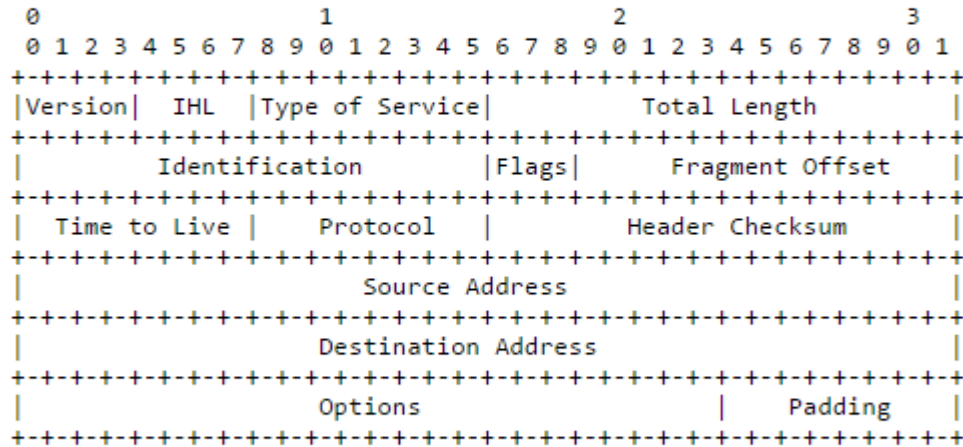 0                   1                   2                   3
 0 1 2 3 4 5 6 7 8 9 0 1 2 3 4 5 6 7 8 9 0 1 2 3 4 5 6 7 8 9 0 1
+-+-+-+-+-+-+-+-+-+-+-+-+-+-+-+-+-+-+-+-+-+-+-+-+-+-+-+-+-+-+-+-+
|Version|  IHL  |Type of Service|          Total Length         |
+-+-+-+-+-+-+-+-+-+-+-+-+-+-+-+-+-+-+-+-+-+-+-+-+-+-+-+-+-+-+-+-+
|         Identification        |Flags|      Fragment Offset    |
+-+-+-+-+-+-+-+-+-+-+-+-+-+-+-+-+-+-+-+-+-+-+-+-+-+-+-+-+-+-+-+-+
|  Time to Live |    Protocol   |         Header Checksum       |
+-+-+-+-+-+-+-+-+-+-+-+-+-+-+-+-+-+-+-+-+-+-+-+-+-+-+-+-+-+-+-+-+
|                       Source Address                          |
+-+-+-+-+-+-+-+-+-+-+-+-+-+-+-+-+-+-+-+-+-+-+-+-+-+-+-+-+-+-+-+-+
|                    Destination Address                        |
+-+-+-+-+-+-+-+-+-+-+-+-+-+-+-+-+-+-+-+-+-+-+-+-+-+-+-+-+-+-+-+-+
|                    Options                    |    Padding    |
+-+-+-+-+-+-+-+-+-+-+-+-+-+-+-+-+-+-+-+-+-+-+-+-+-+-+-+-+-+-+-+-+